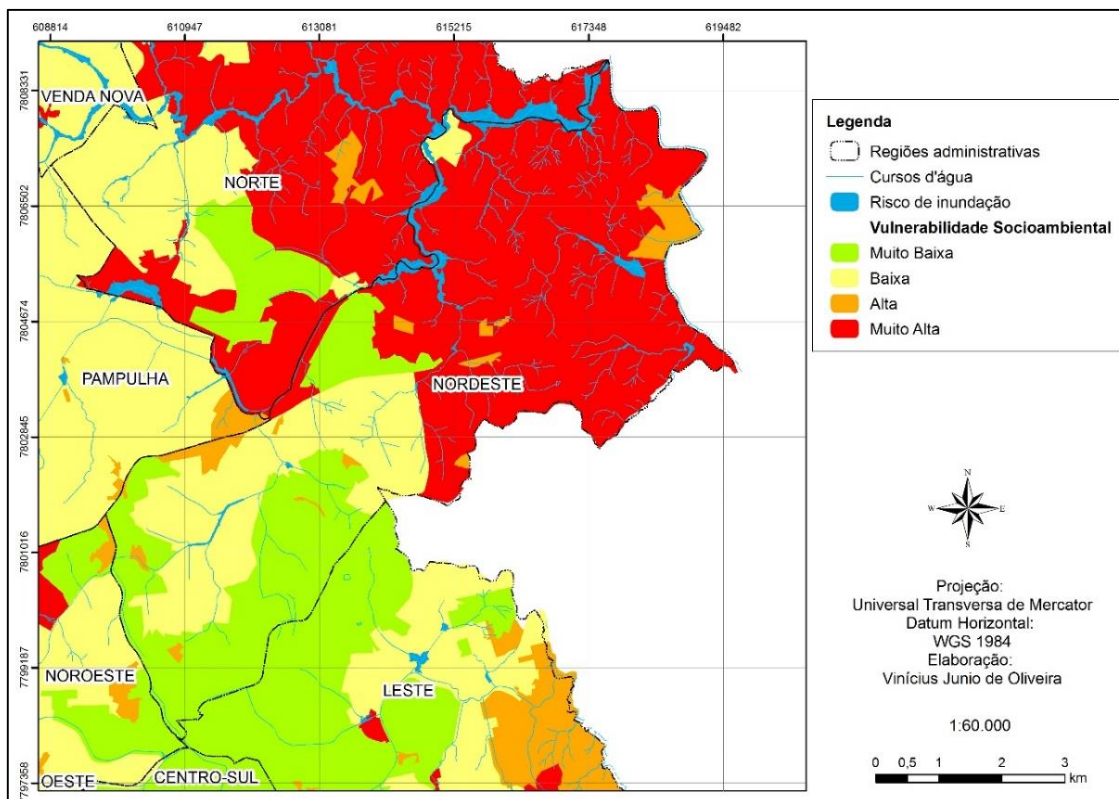 608814 610947 613081 615215 617348 619482
7808331
7806502
7804674
7802845
7801016
7799187
7797358
VENDA NOVA
NORTE
PAMPULHA
NORDESTE
NOROESTE
LESTE
OESTE
CENTRO-SUL
Legenda
Regiões administrativas
Cursos d'água
Risco de inundação
Vulnerabilidade Socioambiental
Muito Baixa
Baixa
Alta
Muito Alta
N
W E
S
Projeção:
Universal Transversa de Mercator
Datum Horizontal:
WGS 1984
Elaboração:
Vinícius Junio de Oliveira
1:60.000
0 0,5 1 2 3
km